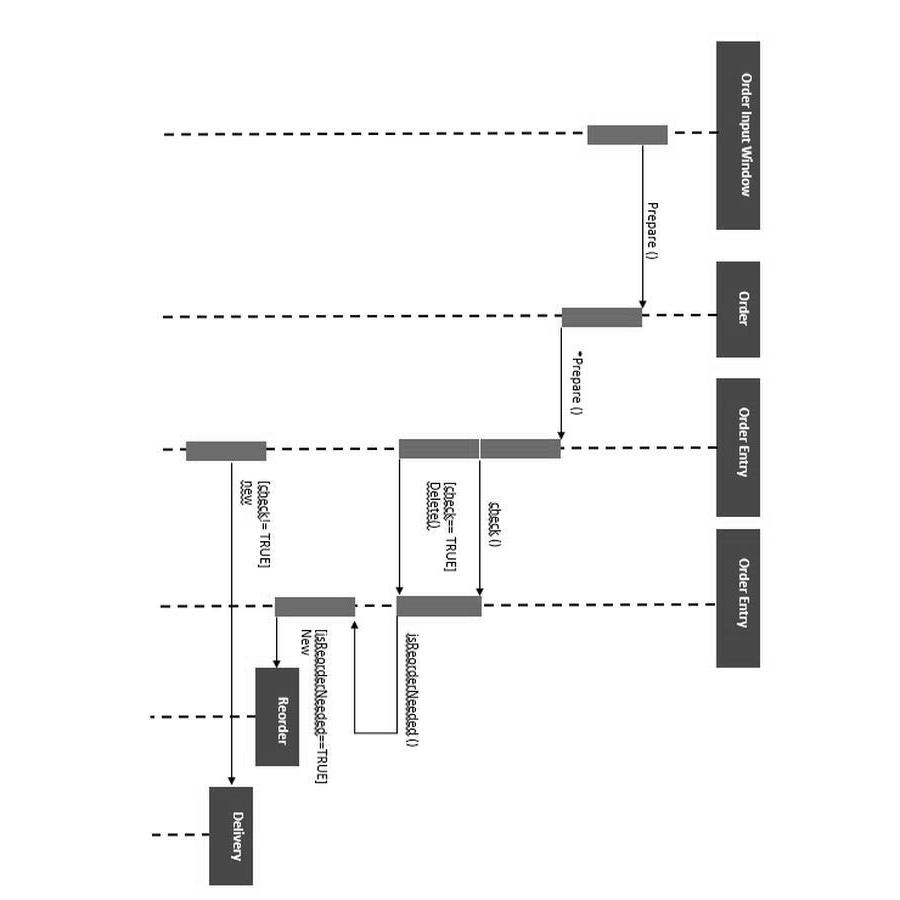 Order Input Window
Order
Order Entry
Order Entry
Prepare ()
*Prepare ()
check ()
[check== TRUE]
Delete()
isReorderNeeded ()
[isReorderNeeded==TRUE]
New
Reorder
[check!= TRUE]
new
Delivery